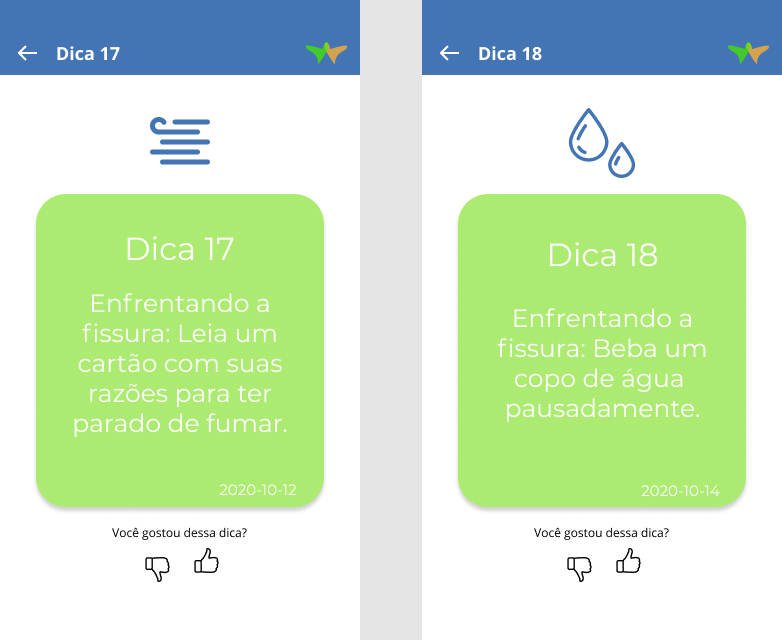 Dica 17
Dica 17
Enfrentando a
fissura: Leia um
cartão com suas
razões para ter
parado de fumar.
2020-10-12
Você gostou dessa dica?
Dica 18
Dica 18
Enfrentando a
fissura: Beba um
copo de água
pausadamente.
2020-10-14
Você gostou dessa dica?